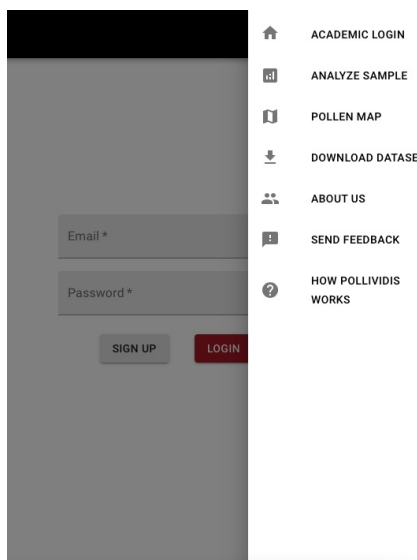 Email *
Password *
SIGN UP
LOGIN
ACADEMIC LOGIN
ANALYZE SAMPLE
POLLEN MAP
DOWNLOAD DATASE
ABOUT US
SEND FEEDBACK
HOW POLLIVIDIS
WORKS